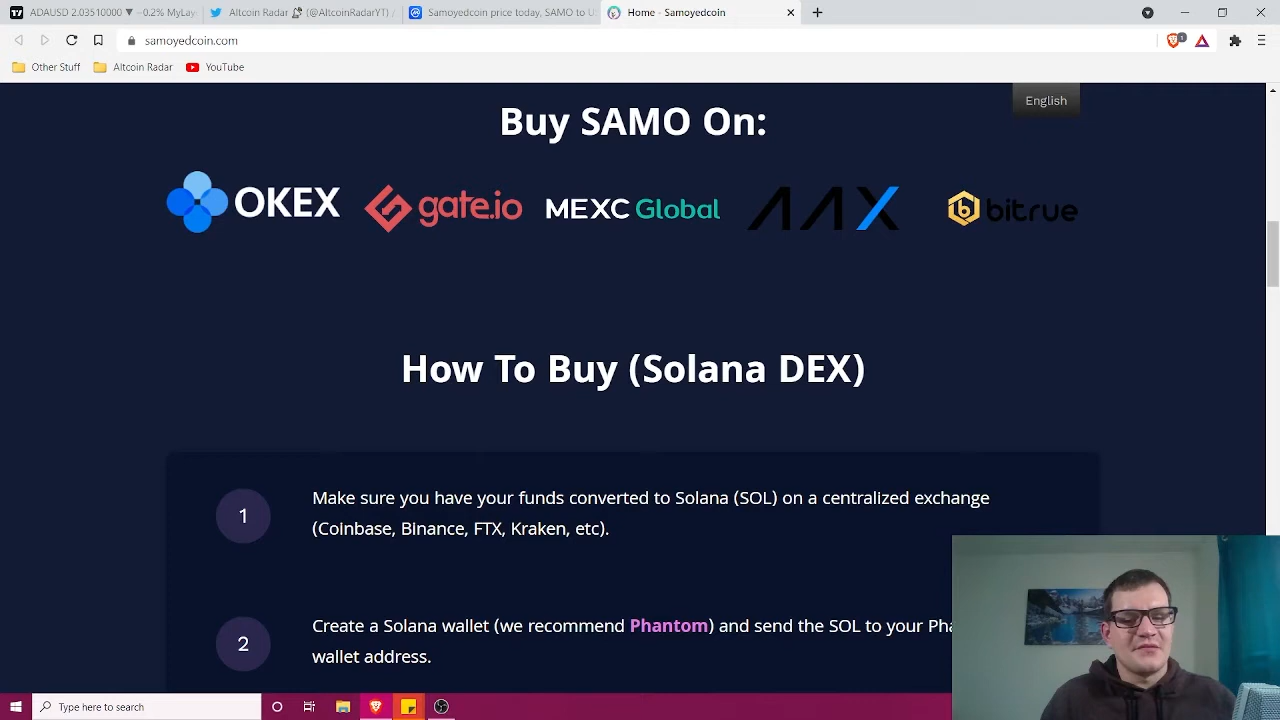 ADAUSD 2.03510000 ▼ −0.2% MyLay
Altcoin Radar
(@AltcoinRadarYT) /
Samoyedcoin price today, SAMO to US
Home - Samoyedcoin
samoyedcoin.com
1
Other Stuff
Altcoin Radar
YouTube
English
Buy SAMO On:
OKEX
gate.io
MEXC Global
AAX
bitrue
How To Buy (Solana DEX)
1
Make sure you have your funds converted to Solana (SOL) on a centralized exchange
(Coinbase, Binance, FTX, Kraken, etc).
2
Create a Solana wallet (we recommend Phantom) and send the SOL to your Pha
wallet address.
Type here to search